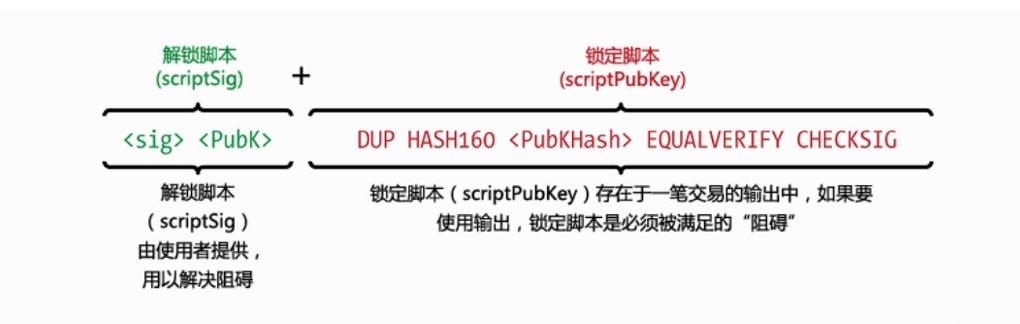 解锁脚本
(scriptSig)
+
锁定脚本
(scriptPubKey)
<sig> <PubK>
DUP HASH160 <PubKHash> EQUALVERIFY CHECKSIG
解锁脚本
（scriptSig）
由使用者提供，
用以解决阻碍
锁定脚本（scriptPubKey）存在于一笔交易的输出中，如果要
使用输出，锁定脚本是必须被满足的“阻碍”